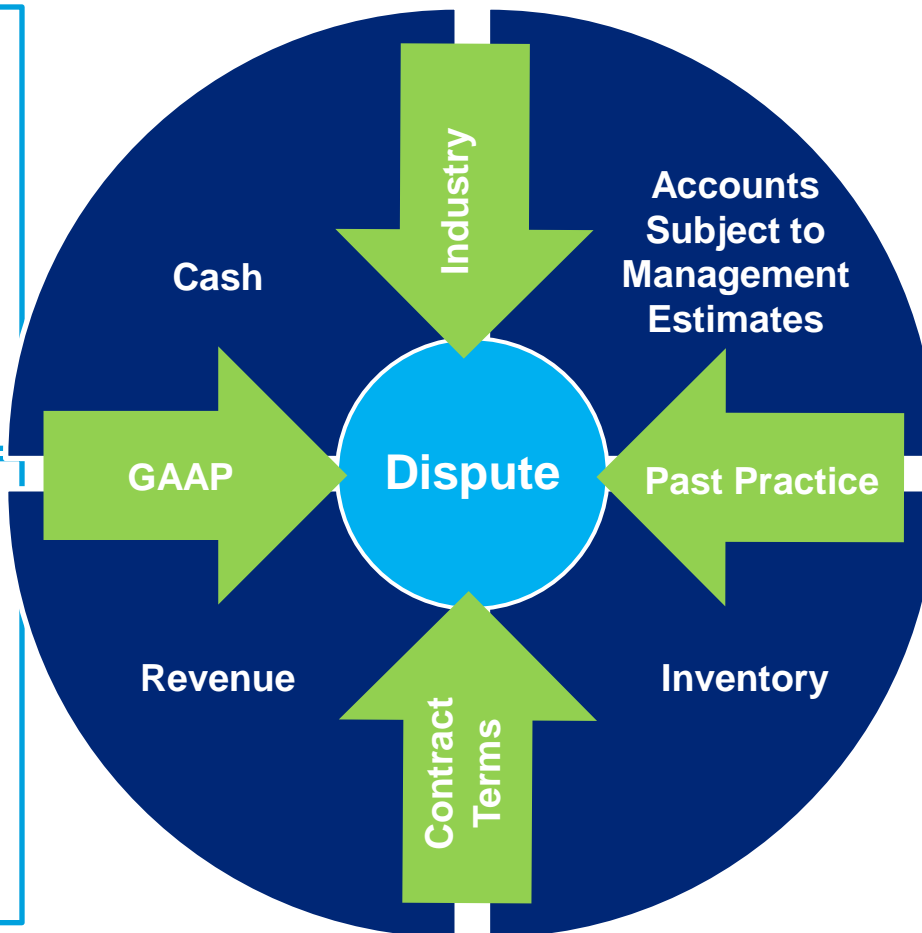 Industry
Accounts
Subject to
Management
Estimates
Cash
GAAP
Dispute
Past Practice
Revenue
Inventory
Contract
Terms